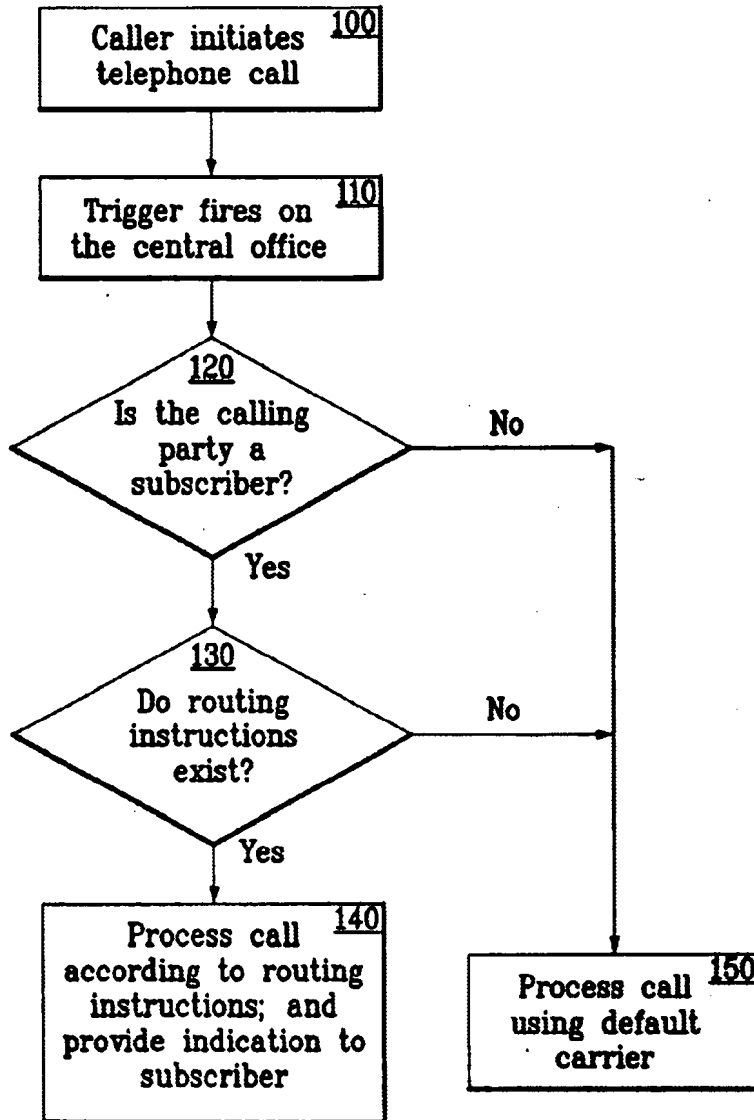 100
Caller initiates
telephone call
110
Trigger fires on
the central office
120
Is the calling
party a
subscriber?
No
Yes
130
Do routing
instructions
exist?
No
Yes
140
Process call
according to routing
instructions; and
provide indication to
subscriber
150
Process call
using default
carrier